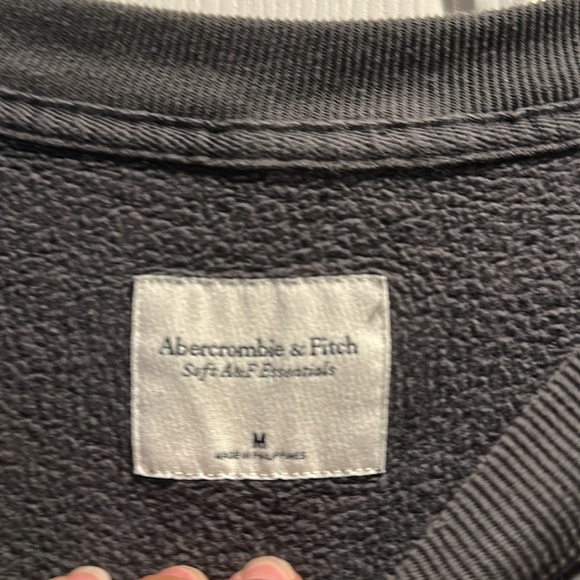 Abercrombie & Fitch
Soft A&F Essentials
M
MADE IN PHILIPPINES